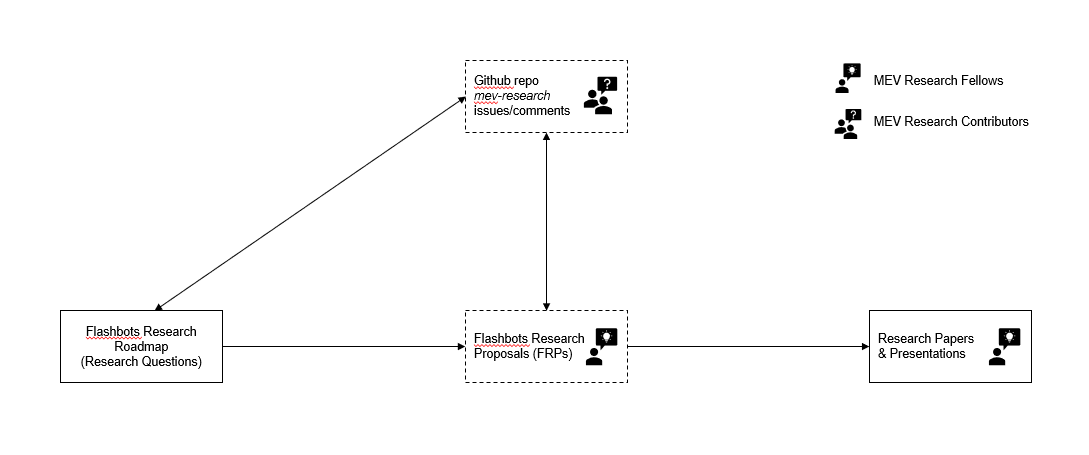 Github repo
mev-research
issues/comments
?
MEV Research Fellows
?
MEV Research Contributors
Flashbots Research
Roadmap
(Research Questions)
Flashbots Research
Proposals (FRPs)
Research Papers
& Presentations